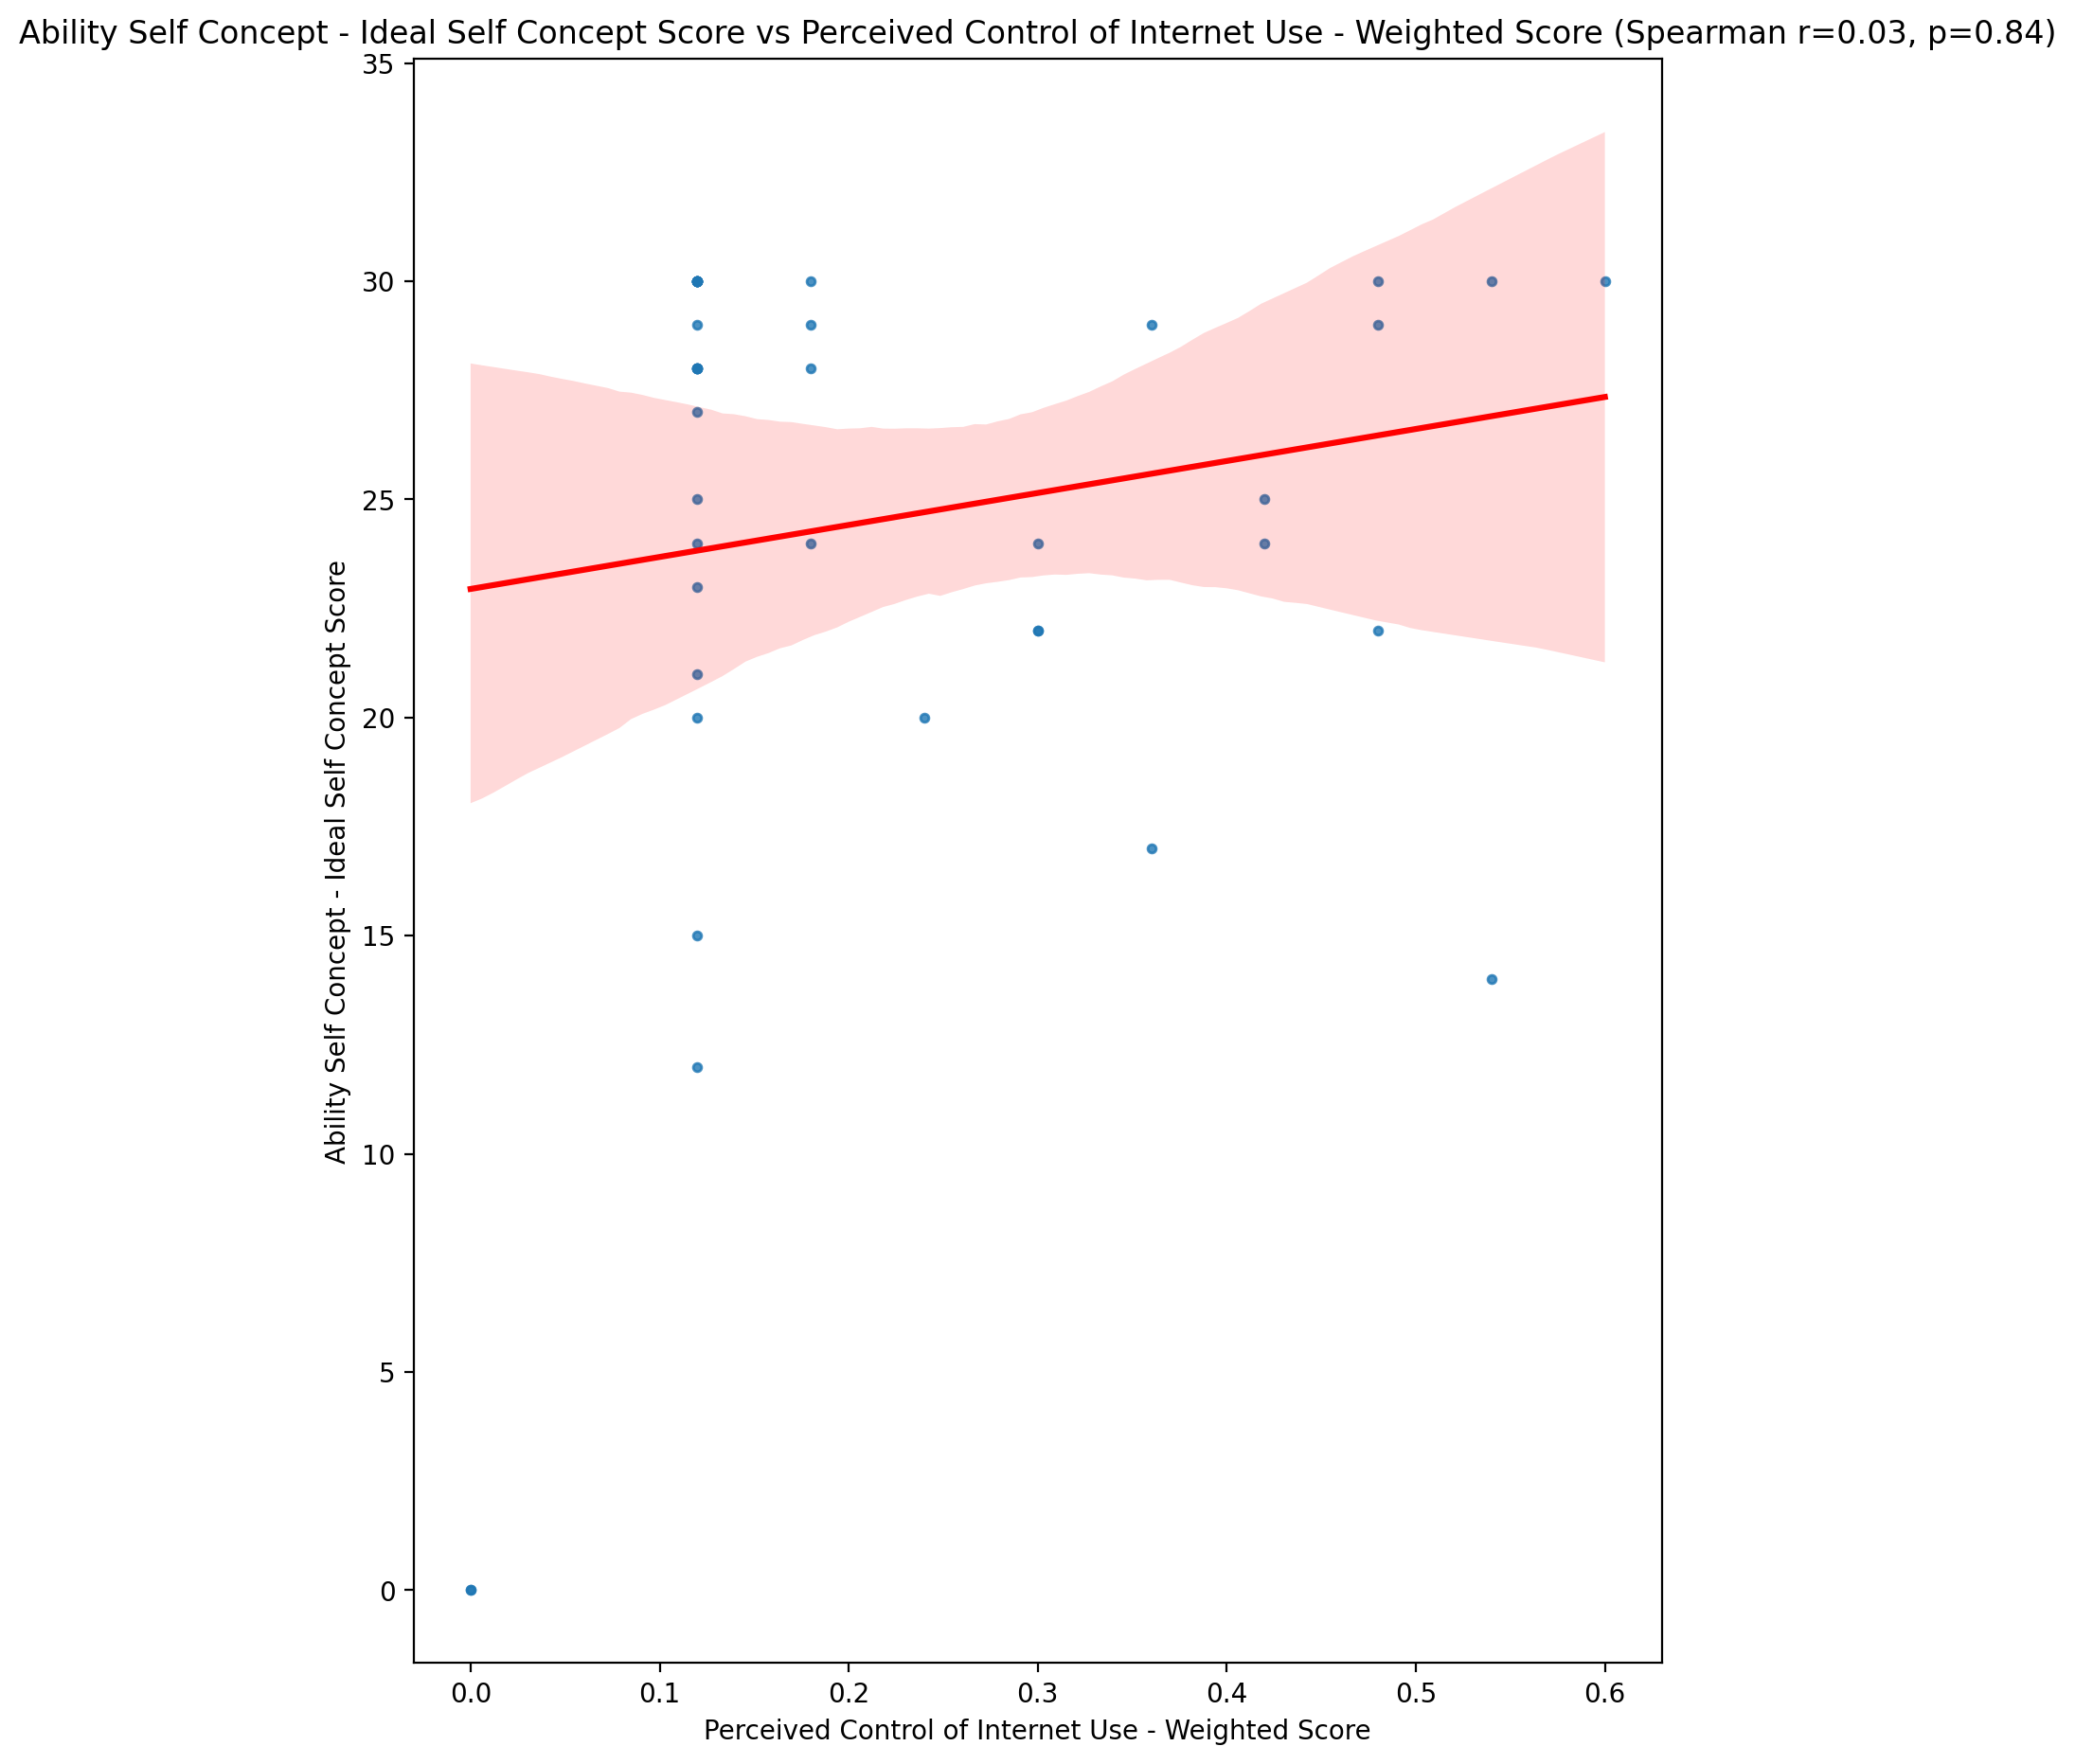 Ability Self Concept - Ideal Self Concept Score vs Perceived Control of Internet Use - Weighted Score (Spearman r=0.03, p=0.84)
35
30
25
20
15
10
5
0
Ability Self Concept - Ideal Self Concept Score
0.0 0.1 0.2 0.3 0.4 0.5 0.6
Perceived Control of Internet Use - Weighted Score